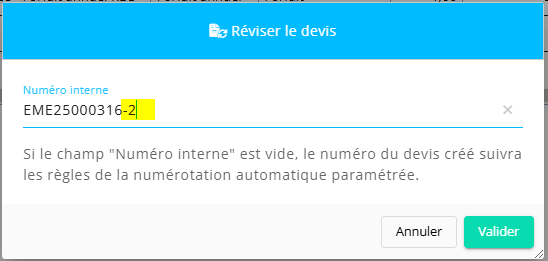 Réviser le devis
Numéro interne
EME25000316-2
Si le champ "Numéro interne" est vide, le numéro du devis créé suivra
les règles de la numérotation automatique paramétrée.
Annuler
Valider